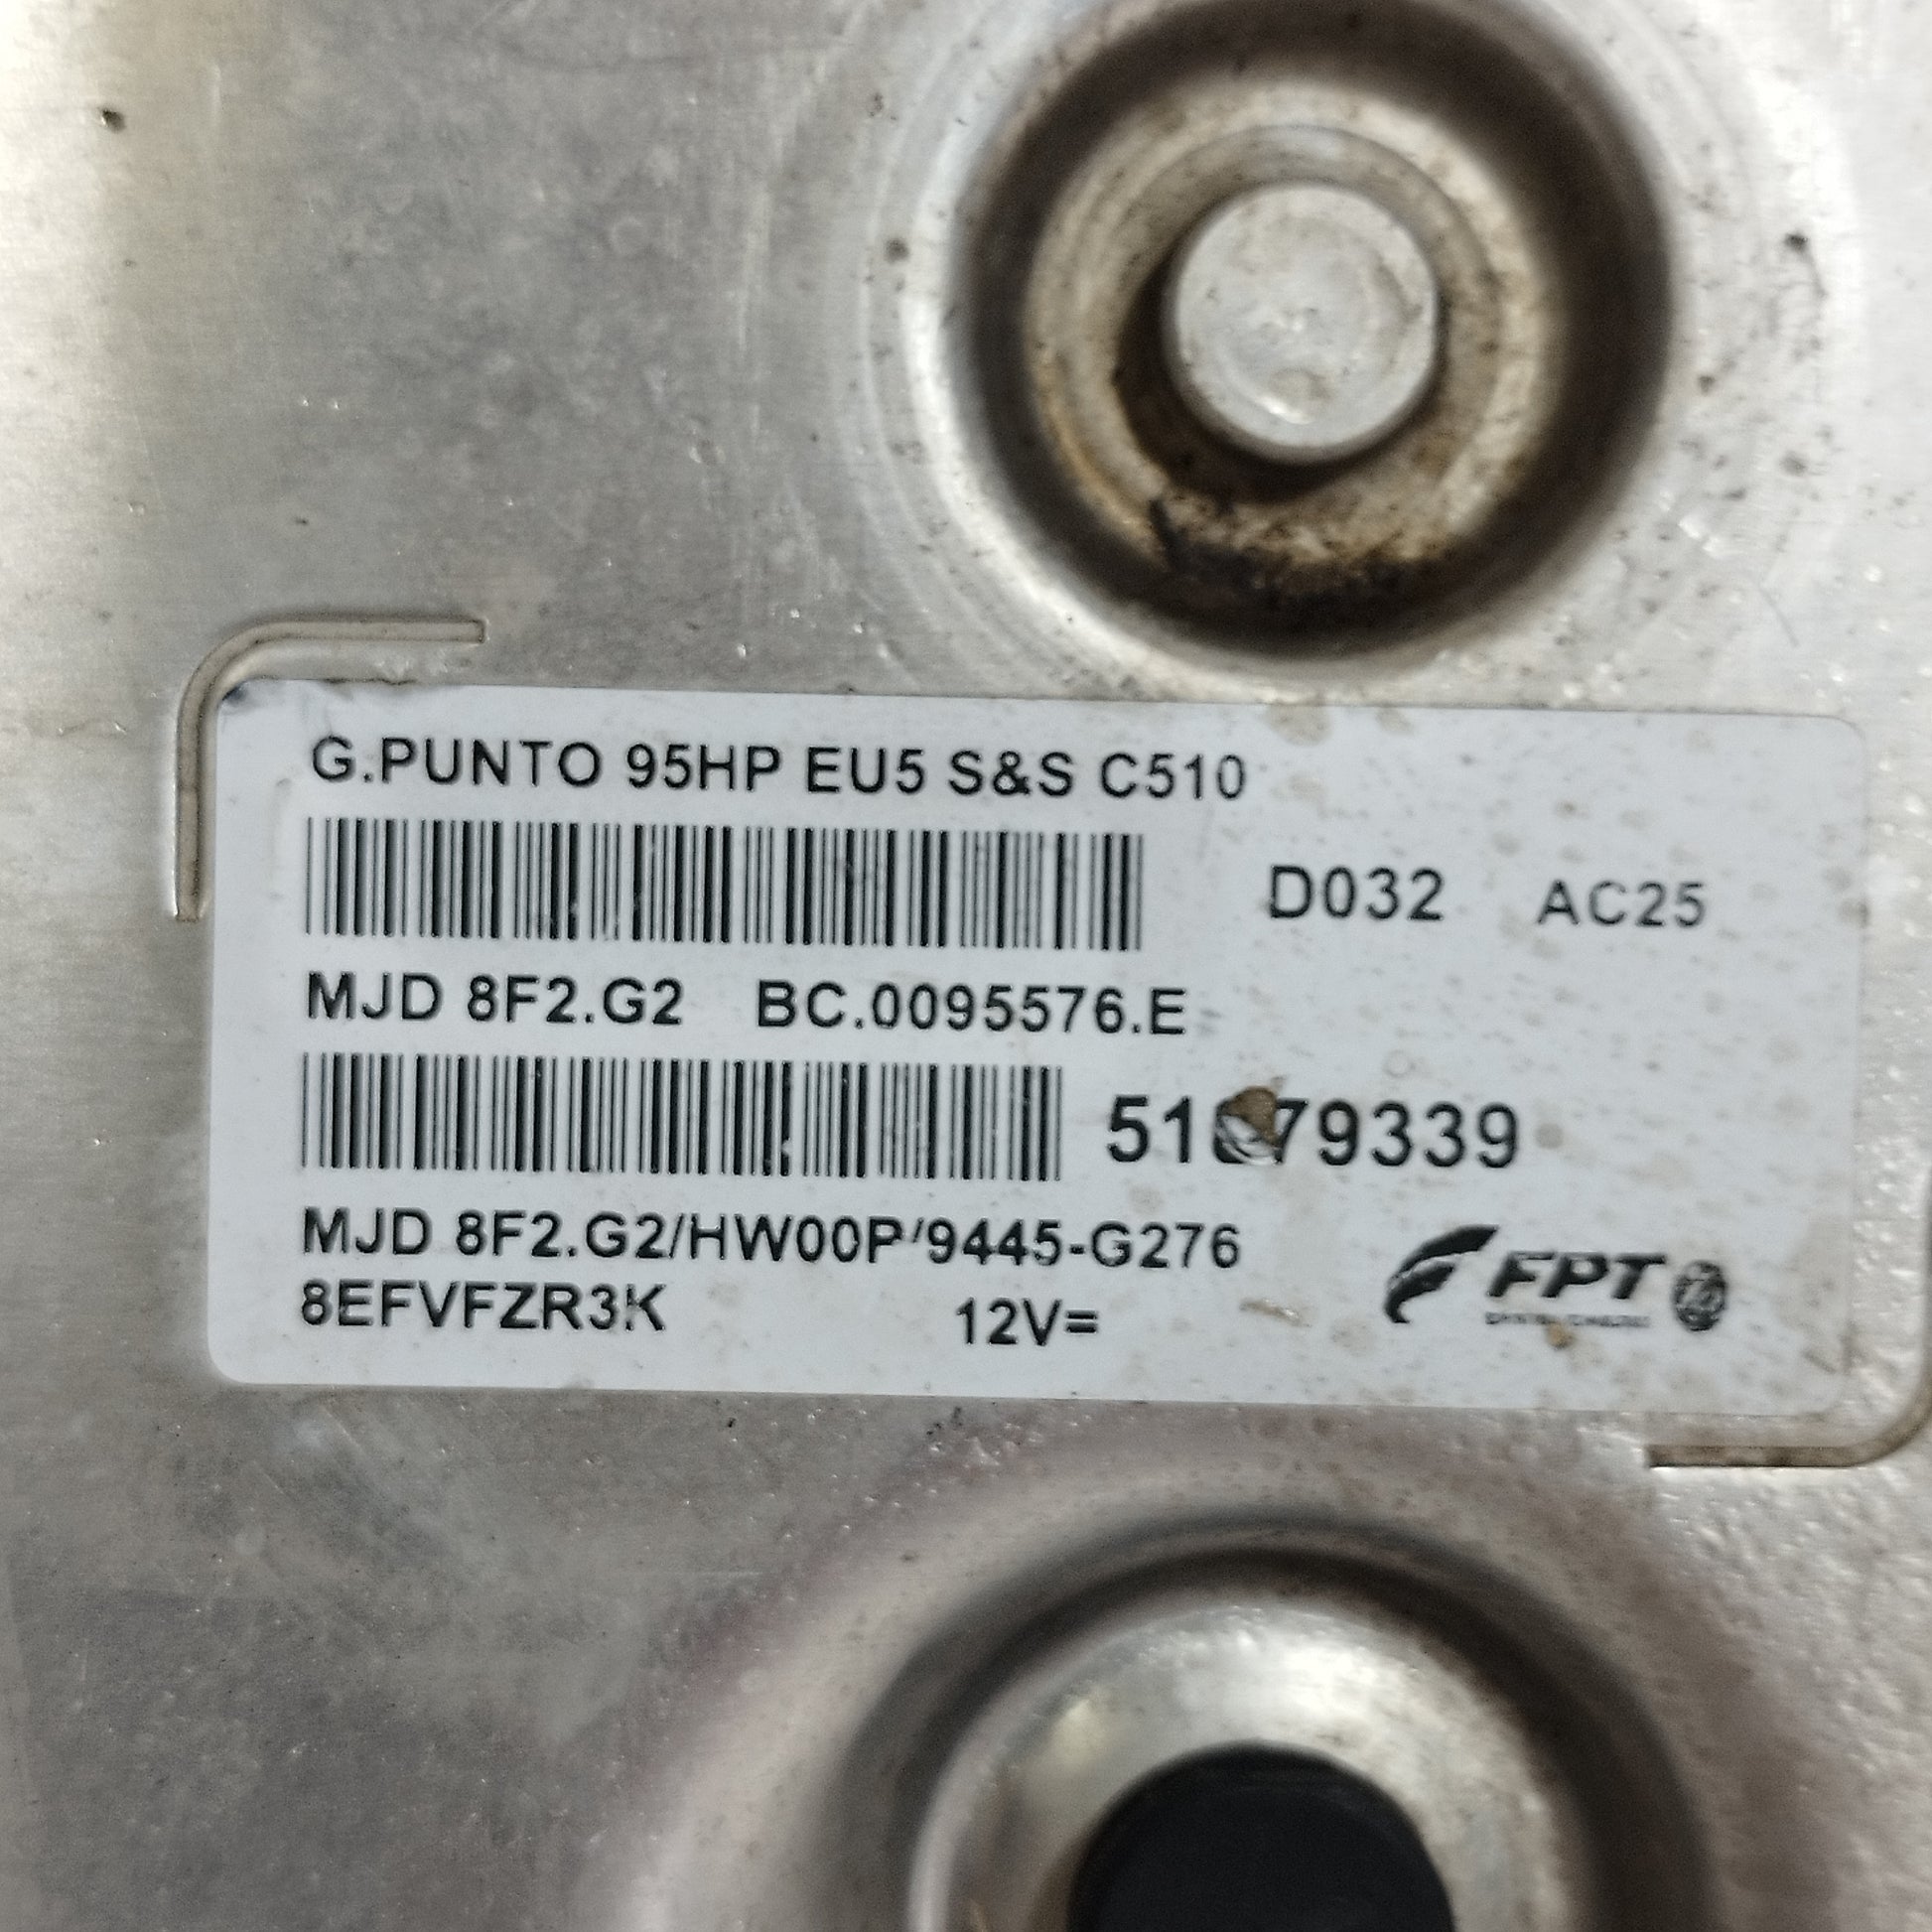 G.PUNTO 95HP EU5 S&S C510
D032 AC25
MJD 8F2.G2 BC.0095576.E
MJD 8F2.G2/HW00P/9445-G276
8EFVFZR3K 12V=
FPT